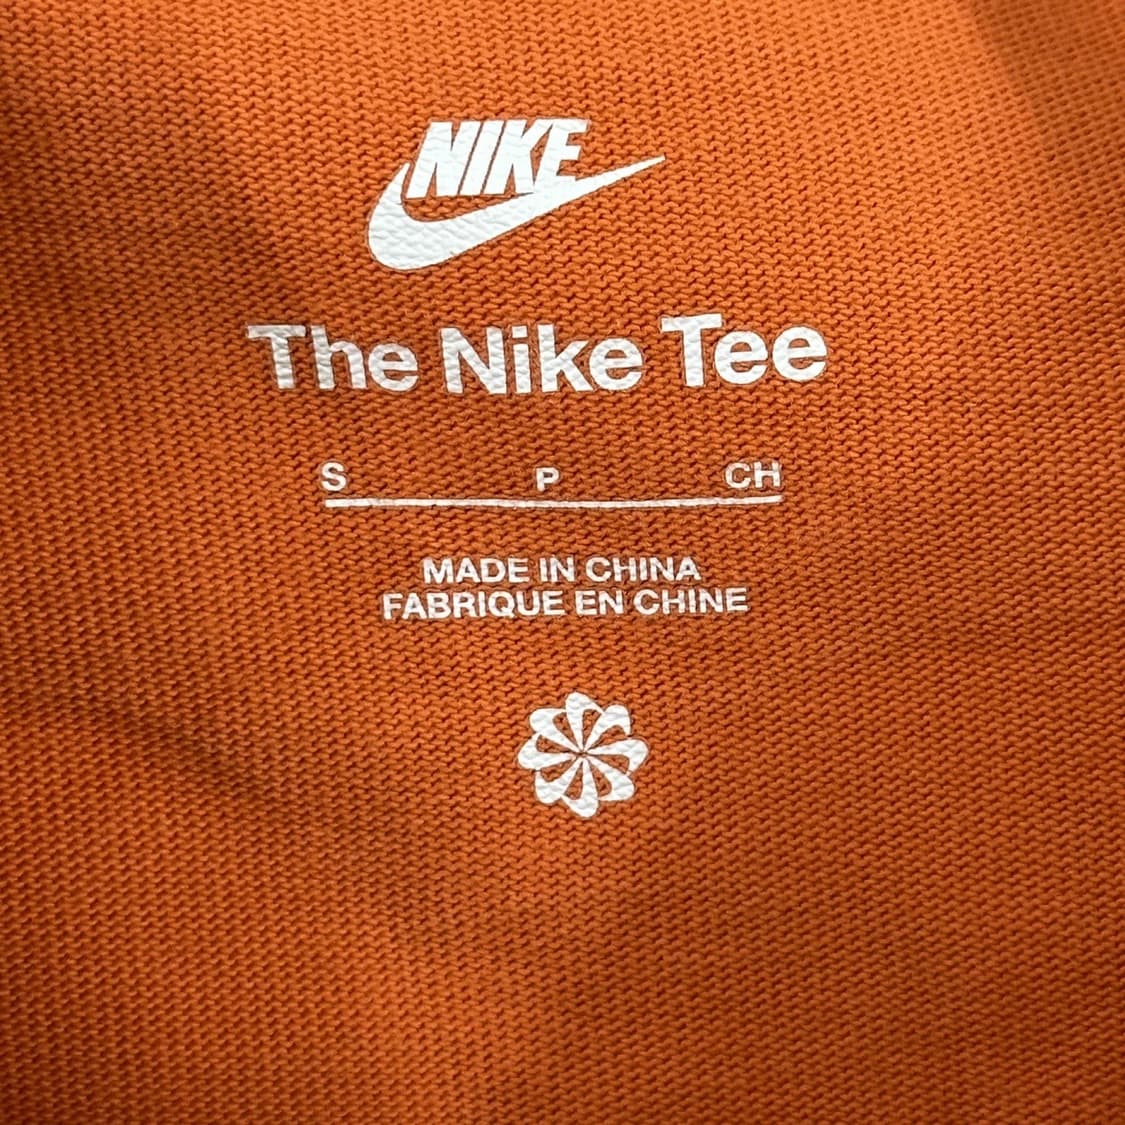 NIKE
The Nike Tee
S P CH
MADE IN CHINA
FABRIQUE EN CHINE